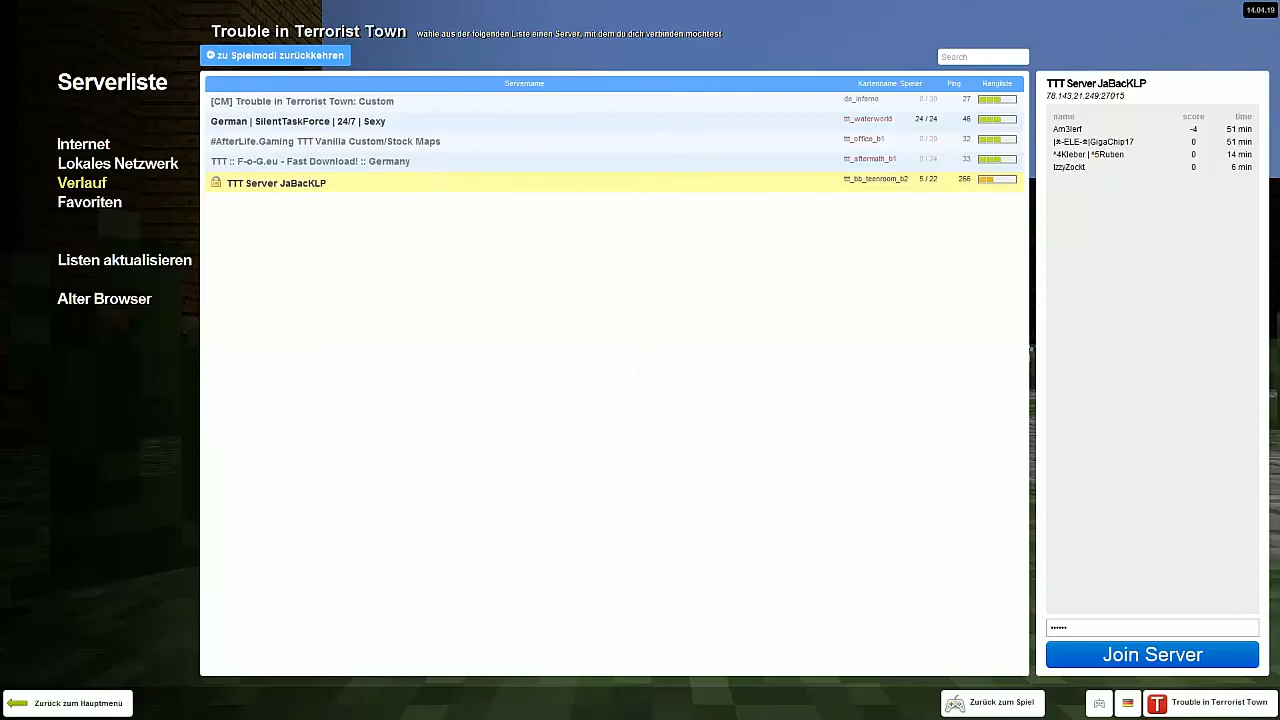 14.04.19
Trouble in Terrorist Town wähle aus der folgenden Liste einen Server, mit dem du dich verbinden möchtest
zu Spielmodi zurückkehren
Search
Serverliste
Internet
Lokales Netzwerk
Verlauf
Favoriten
Listen aktualisieren
Alter Browser
Servername Kartenname Spieler Ping Rangliste
[CM] Trouble in Terrorist Town: Custom de_inferno 0 / 30 27
German | SilentTaskForce | 24/7 | Sexy ttt_waterworld 24 / 24 46
#AfterLife.Gaming TTT Vanilla Custom/Stock Maps ttt_office_b1 0 / 20 32
TTT :: F-o-G.eu - Fast Download! :: Germany ttt_aftermath_b1 0 / 24 33
TTT Server JaBacKLP ttt_bb_teenroom_b2 5 / 22 266
TTT Server JaBacKLP
78.143.21.249:27015
name score time
Am3lerf -4 51 min
-ELE- |GigaChip17 0 51 min
^4Kleber | ^5Ruben 0 14 min
IzzyZockt 0 6 min
••••••
Join Server
Zurück zum Hauptmenü
Zurück zum Spiel
T Trouble in Terrorist Town